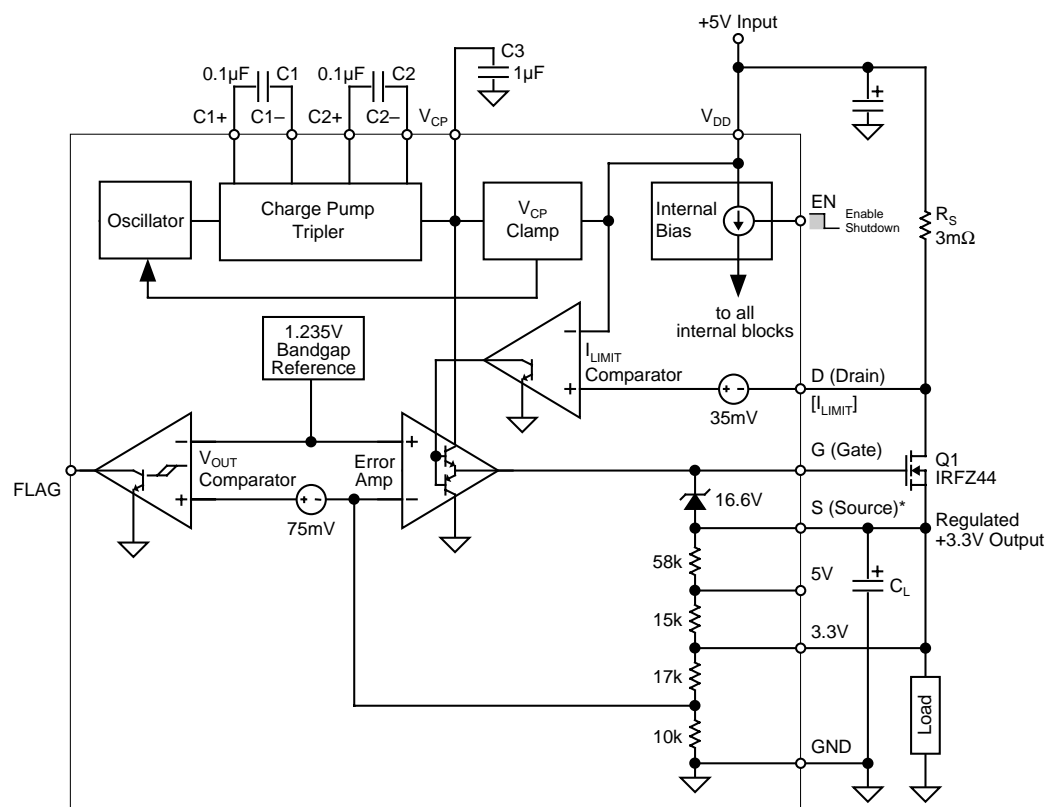 +5V Input
C3
1µF
0.1µF
C1
0.1µF
C2
C1+
C1–
C2+
C2–
VCP
VDD
Oscillator
Charge Pump
Tripler
VCP
Clamp
Internal
Bias
EN
Enable
Shutdown
RS
3mΩ
to all
internal blocks
1.235V
Bandgap
Reference
–
+
ILIMIT
Comparator
+ –
35mV
D (Drain)
[ILIMIT]
–
+
VOUT
Comparator
+ –
75mV
Error
Amp
+
–
FLAG
G (Gate)
Q1
IRFZ44
16.6V
S (Source)*
Regulated
+3.3V Output
58k
5V
+
CL
15k
3.3V
17k
10k
GND
Load
+